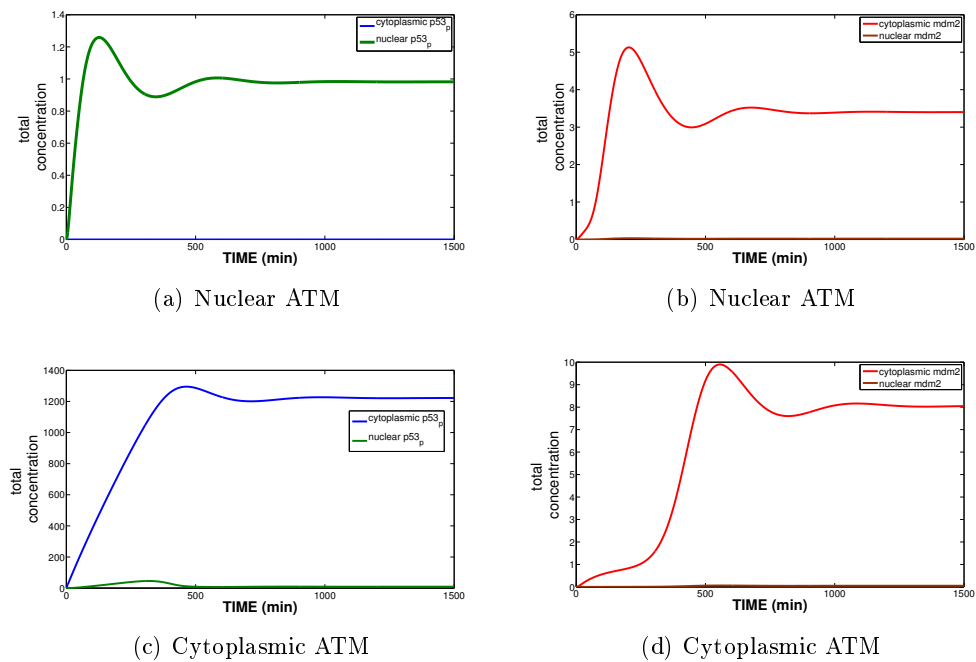 1.4
1.2
1
0.8
0.6
0.4
0.2
0
0
500
1000
1500
total
concentration
TIME (min)
cytoplasmic p53p
nuclear p53p
(a) Nuclear ATM
6
5
4
3
2
1
0
0
500
1000
1500
total
concentration
TIME (min)
cytoplasmic mdm2
nuclear mdm2
(b) Nuclear ATM
1400
1200
1000
800
600
400
200
0
0
500
1000
1500
total
concentration
TIME (min)
cytoplasmic p53p
nuclear p53p
(c) Cytoplasmic ATM
10
9
8
7
6
5
4
3
2
1
0
0
500
1000
1500
total
concentration
TIME (min)
cytoplasmic mdm2
nuclear mdm2
(d) Cytoplasmic ATM